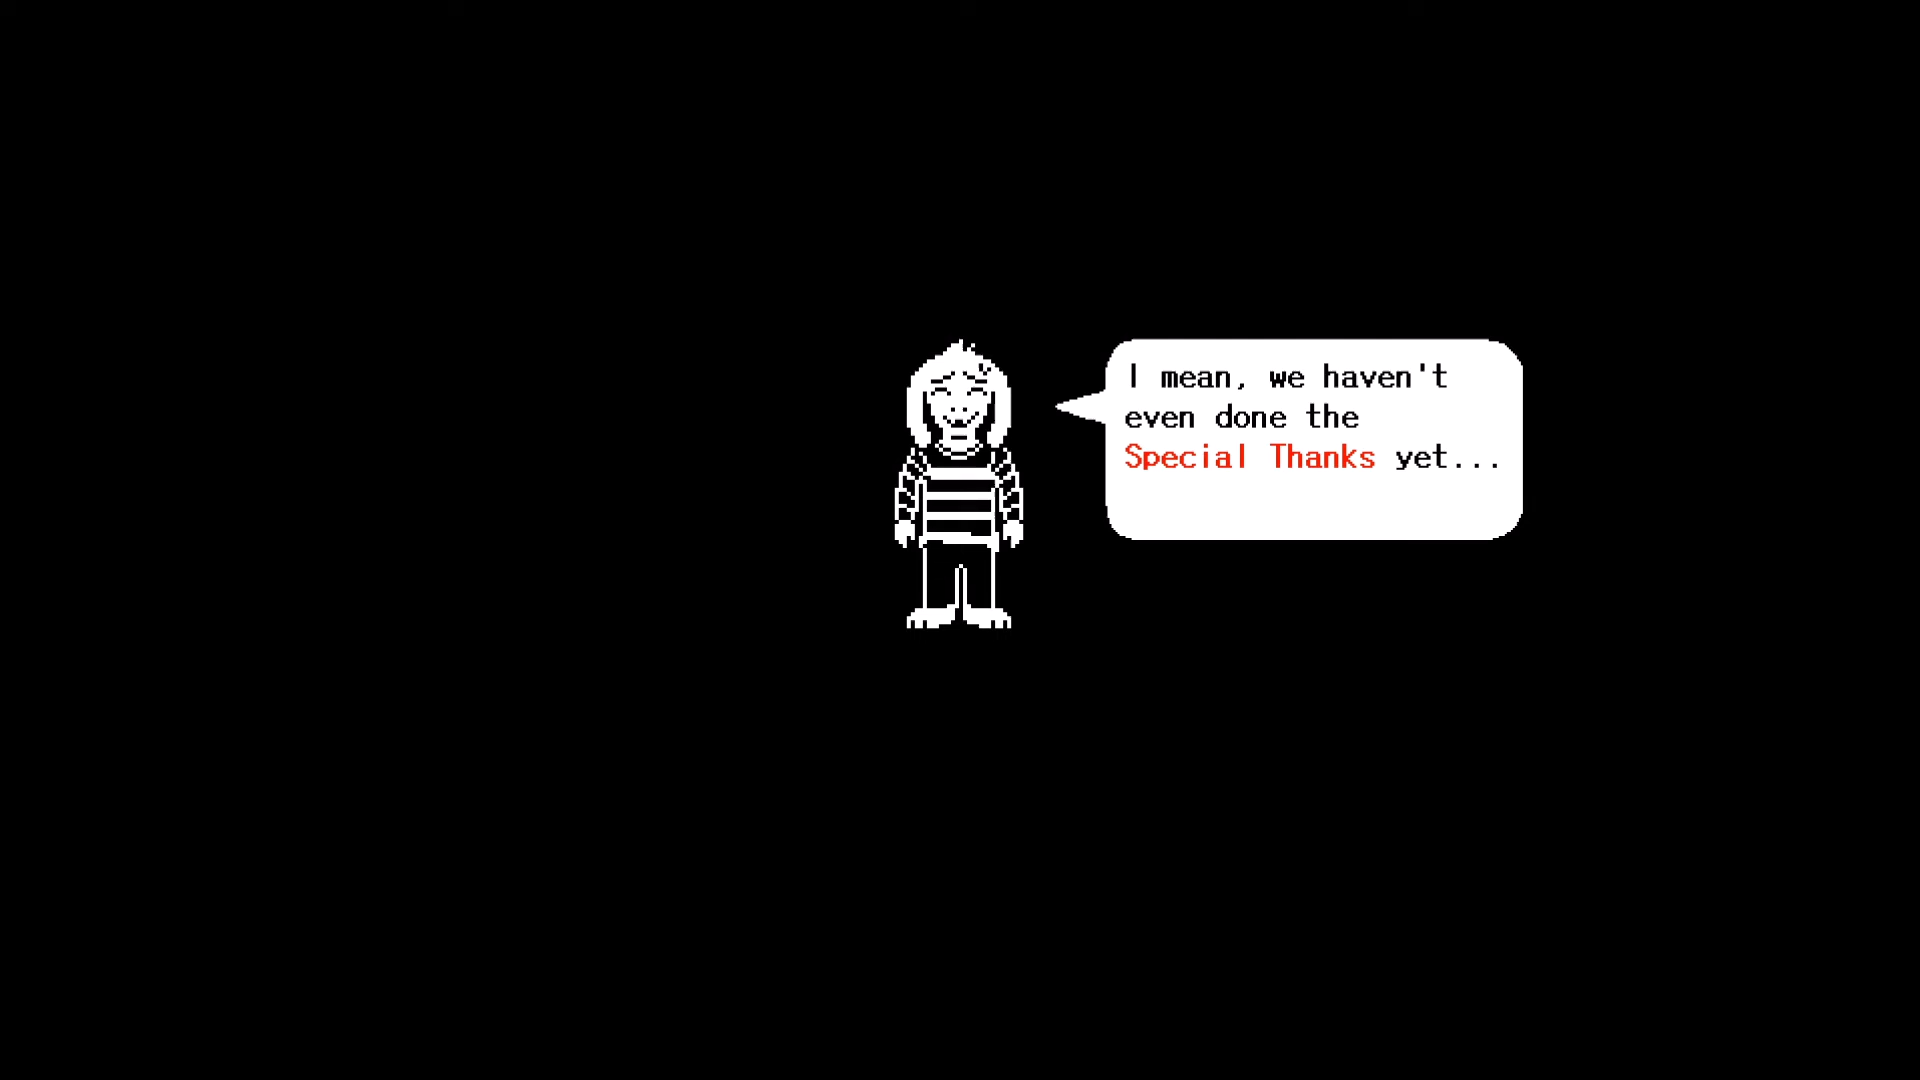 I mean, we haven't
even done the
Special Thanks yet...